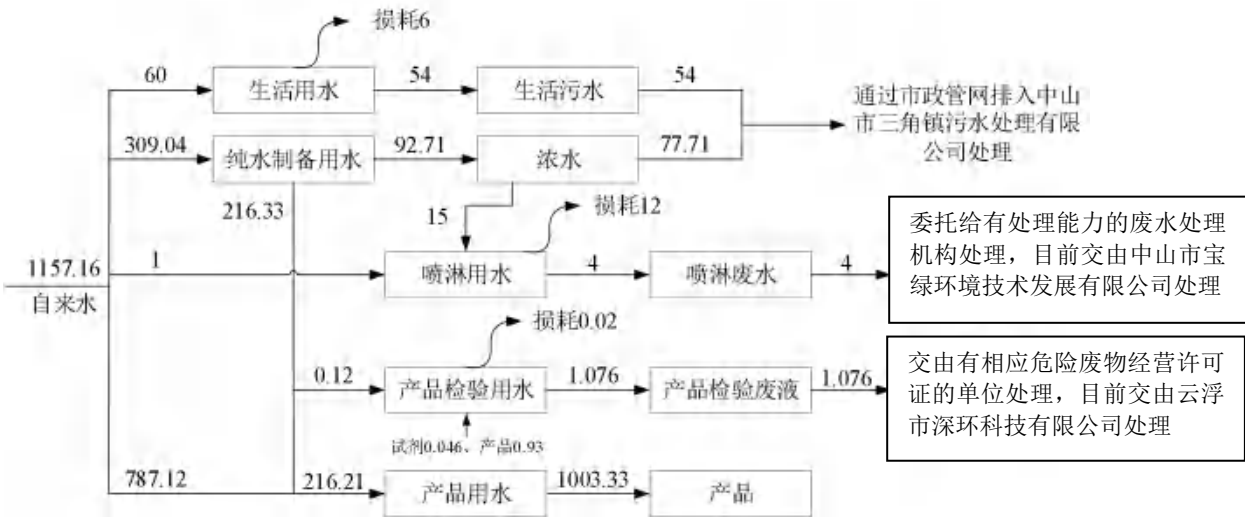 损耗6
60
生活用水
54
生活污水
54
通过市政管网排入中山
市三角镇污水处理有限
公司处理
309.04
纯水制备用水
92.71
浓水
77.71
216.33
15
损耗12
1157.16
自来水
1
喷淋用水
4
喷淋废水
4
委托给有处理能力的废水处理
机构处理，目前交由中山市宝
绿环境技术发展有限公司处理
损耗0.02
0.12
产品检验用水
1.076
产品检验废液
1.076
交由有相应危险废物经营许可
证的单位处理，目前交由云浮
市深环科技有限公司处理
试剂0.046、产品0.93
787.12
216.21
产品用水
1003.33
产品